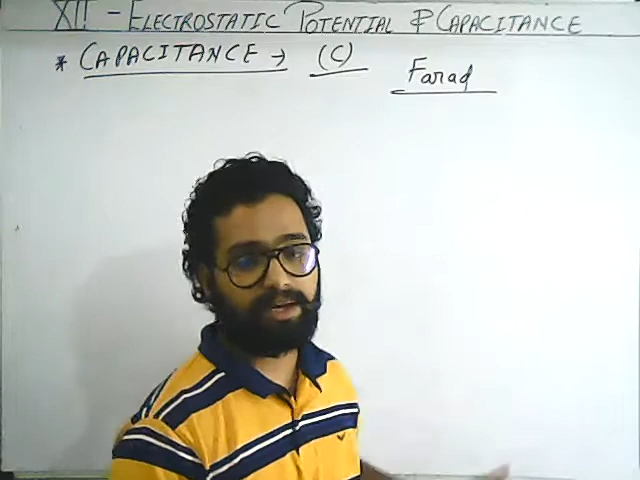 XII - ELECTROSTATIC POTENTIAL & CAPACITANCE
* CAPACITANCE → (C) Farad